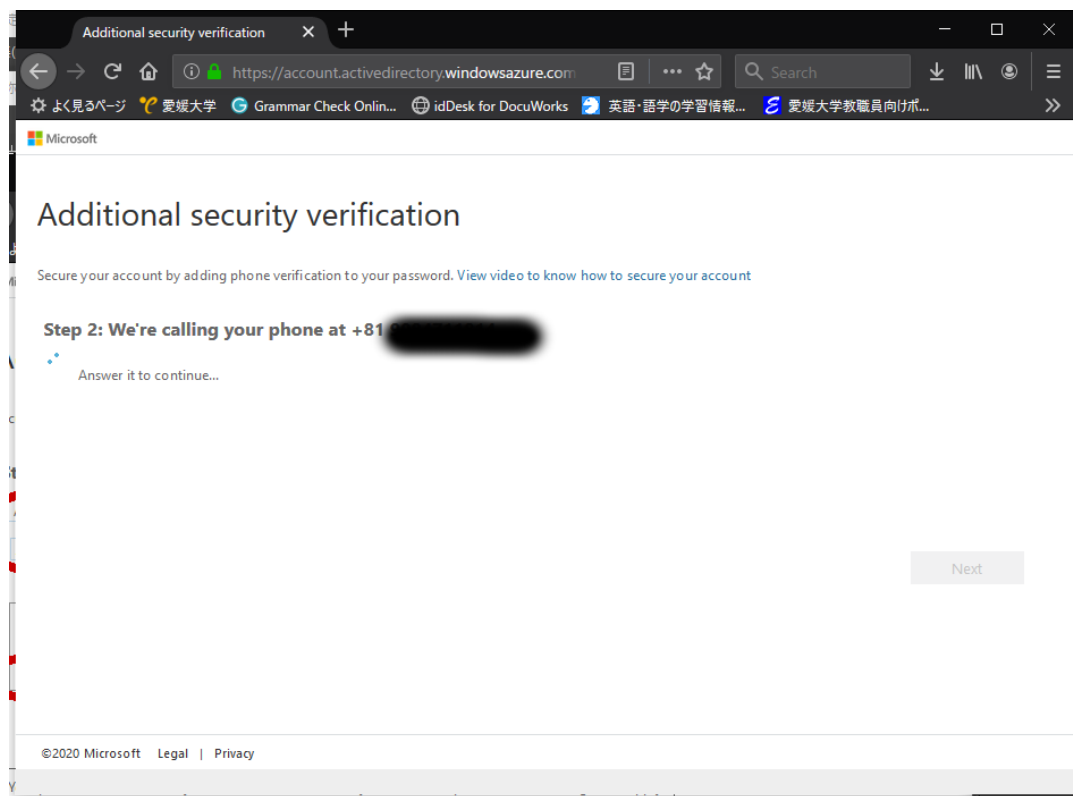 Additional security verification
https://account.activedirectory.windowsazure.com
Search
よく見るページ 愛媛大学 Grammar Check Onlin... idDesk for DocuWorks 英語・語学の学習情報... 愛媛大学教職員向けポ...
Microsoft
Additional security verification
Secure your account by adding phone verification to your password. View video to know how to secure your account
Step 2: We're calling your phone at +81
Answer it to continue...
Next
©2020 Microsoft Legal | Privacy